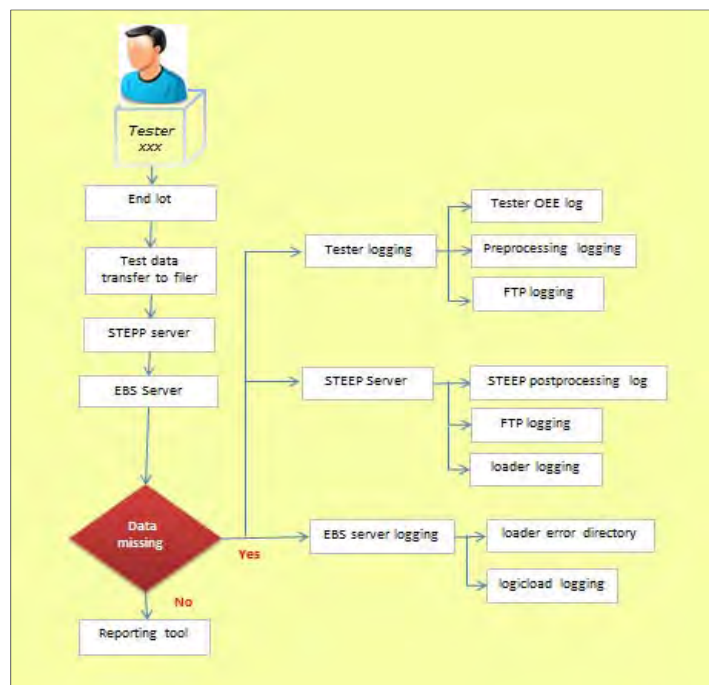 Tester
xxx
End lot
Test data
transfer to filer
STEPP server
EBS Server
Data
missing
Yes
No
Reporting tool
Tester logging
Tester OEE log
Preprocessing logging
FTP logging
STEEP Server
STEEP postprocessing log
FTP logging
loader logging
EBS server logging
loader error directory
logicload logging